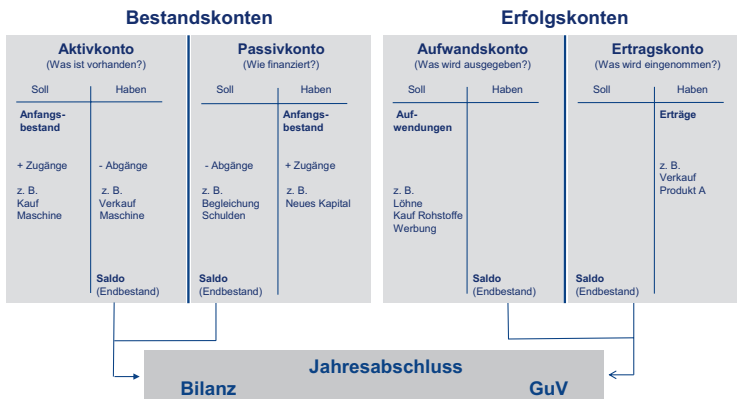 Bestandskonten
Erfolgskonten
Aktivkonto
(Was ist vorhanden?)
Soll
Haben
Anfangs-
bestand
+ Zugänge
- Abgänge
z. B.
Kauf
Maschine
z. B.
Verkauf
Maschine
Saldo
(Endbestand)
Passivkonto
(Wie finanziert?)
Soll
Haben
Anfangs-
bestand
- Abgänge
+ Zugänge
z. B.
Begleichung
Schulden
z. B.
Neues Kapital
Saldo
(Endbestand)
Aufwandskonto
(Was wird ausgegeben?)
Soll
Haben
Auf-
wendungen
z. B.
Löhne
Kauf Rohstoffe
Werbung
Saldo
(Endbestand)
Ertragskonto
(Was wird eingenommen?)
Soll
Haben
Erträge
z. B.
Verkauf
Produkt A
Saldo
(Endbestand)
Jahresabschluss
Bilanz
GuV